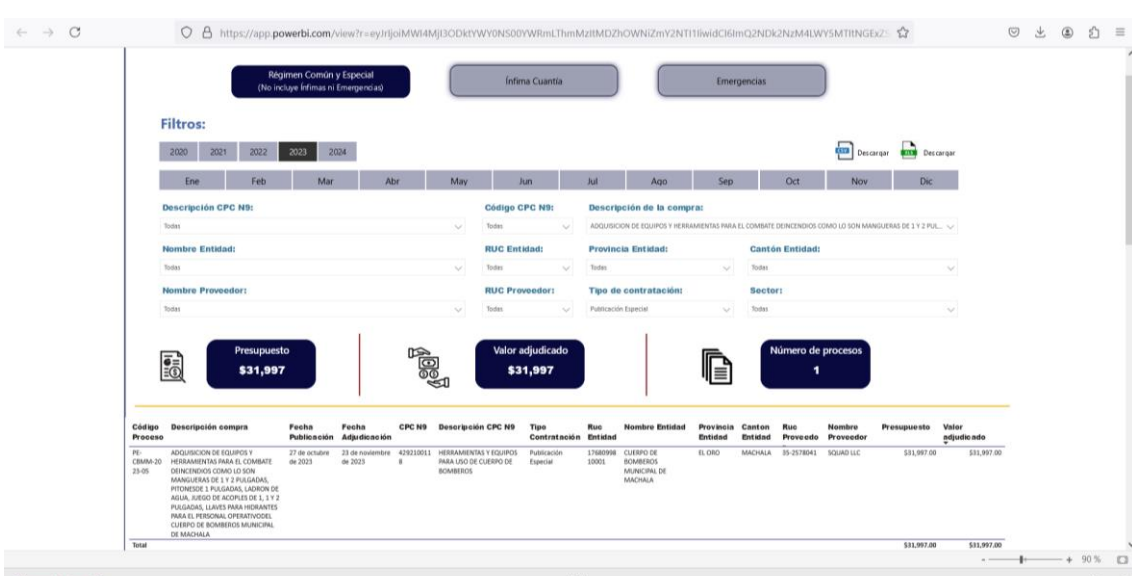 https://app.powerbi.com/view?r=
Régimen Común y Especial
(No incluye Ínfimas ni Emergencias)
Ínfima Cuantía
Emergencias
Filtros:
2020 2021 2022 2023 2024
Descargar Descargar
Ene Feb Mar Abr May Jun Jul Ago Sep Oct Nov Dic
Descripción CPC N9: Código CPC N9: Descripción de la compra:
Todas Todas ADQUISICION DE EQUIPOS Y HERRAMIENTAS PARA EL COMBATE DEINCENDIOS COMO LO SON MANGUERAS DE 1 Y 2 PUL...
Nombre Entidad: RUC Entidad: Provincia Entidad: Cantón Entidad:
Todas Todas Todas Todas
Nombre Proveedor: RUC Proveedor: Tipo de contratación: Sector:
Todas Todas Publicación Especial Todas
Presupuesto Valor adjudicado Número de procesos
$31,997 $31,997 1
Código Descripción compra Fecha Fecha CPC N9 Descripción CPC N9 Tipo Ruc Nombre Entidad Provincia Canton Ruc Nombre Presupuesto Valor
Proceso Publicación Adjudicación Contratación Entidad Entidad Entidad Proveedo Proveedor adjudicado
PE- ADQUISICION DE EQUIPOS Y 27 de octubre 23 de noviembre 429210011 HERRAMIENTAS Y EQUIPOS Publicación 17680998 CUERPO DE EL ORO MACHALA 35-2578041 SQUAD LLC $31,997.00 $31,997.00
CBMM-20 HERRAMIENTAS PARA EL COMBATE de 2023 de 2023 8 PARA USO DE CUERPO DE Especial 10001 BOMBEROS
23-05 DEINCENDIOS COMO LO SON BOMBEROS MUNICIPAL DE
MANGUERAS DE 1 Y 2 PULGADAS, MACHALA
PITONESDE 1 PULGADAS, LADRON DE
AGUA, JUEGO DE ACOPLES DE 1, 1 Y 2
PULGADAS, LLAVES PARA HIDRANTES
PARA EL PERSONAL OPERATIVODEL
CUERPO DE BOMBEROS MUNICIPAL
DE MACHALA
Total $31,997.00 $31,997.00
90 %